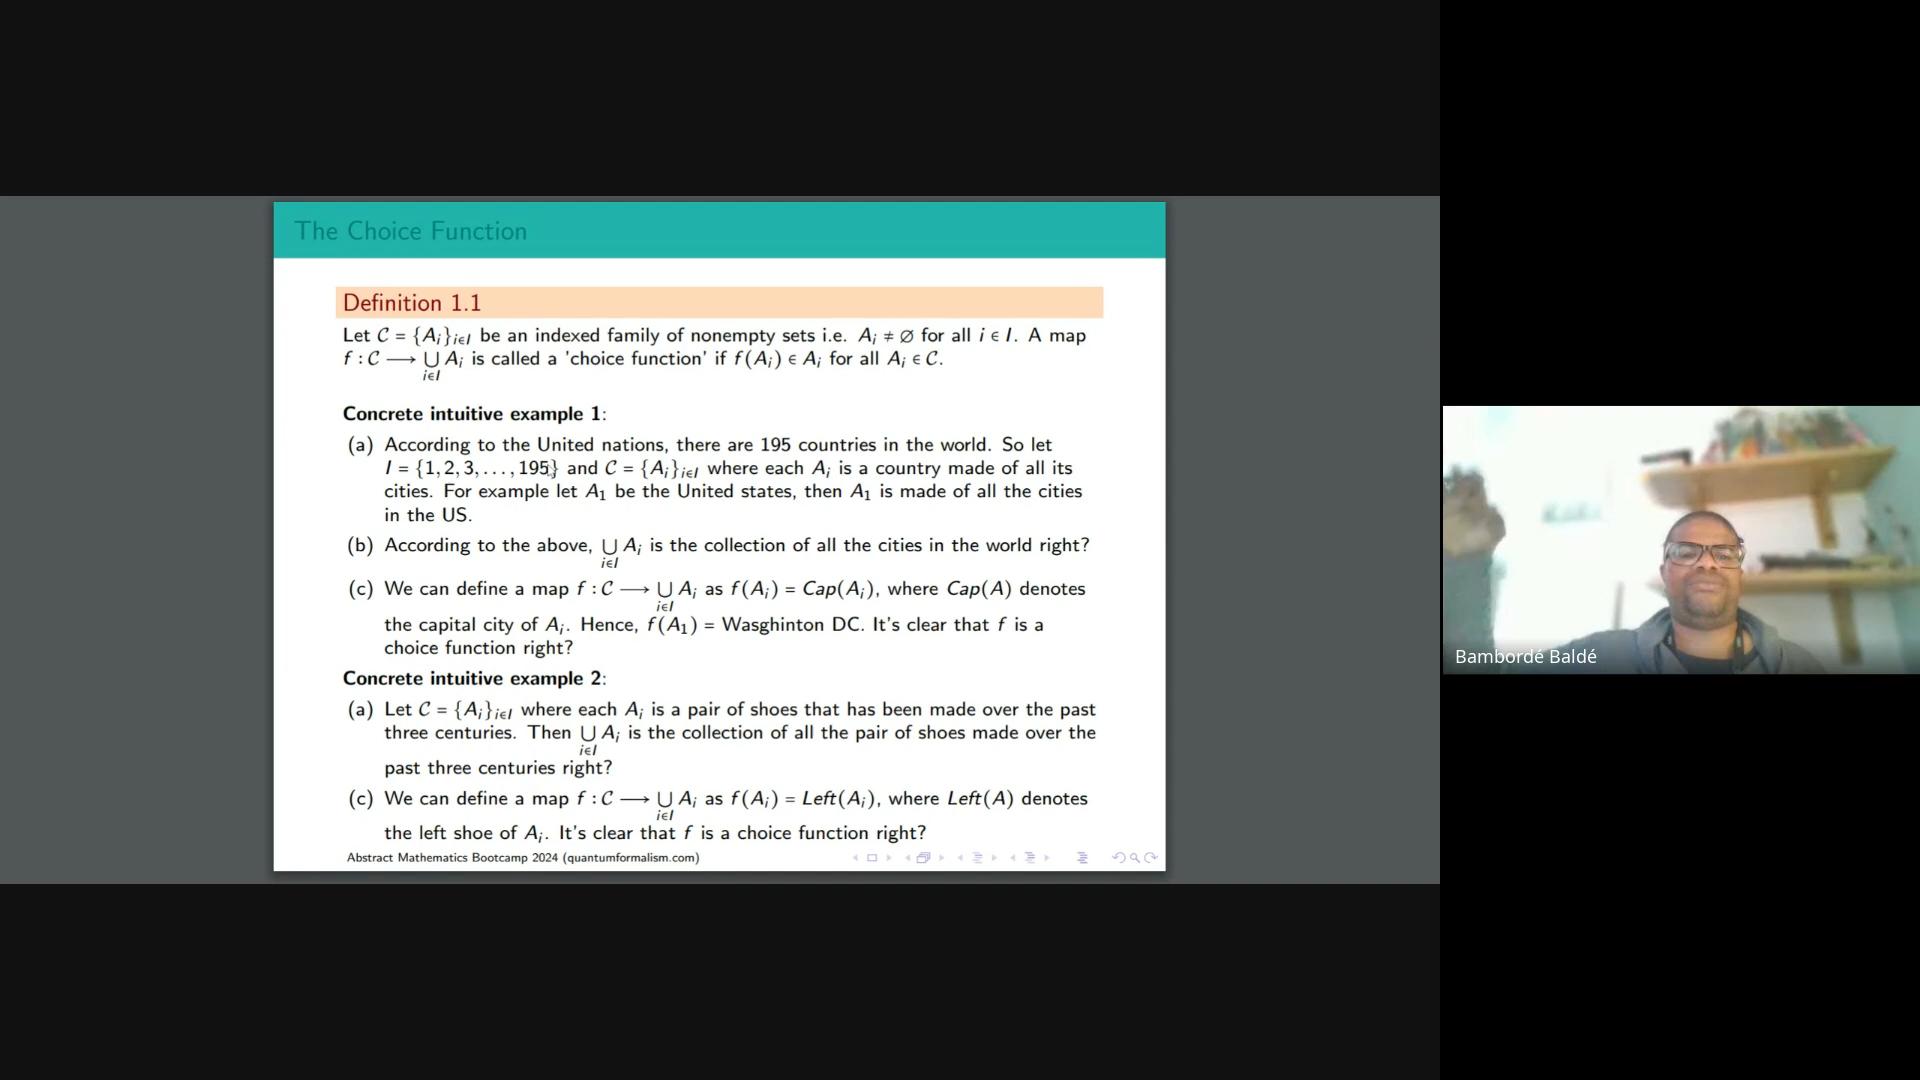 The Choice Function
Definition 1.1
Let 𝒞 = {Aᵢ}ᵢ∈I be an indexed family of nonempty sets i.e. Aᵢ ≠ ∅ for all i ∈ I. A map
f : 𝒞 ⟶ ⋃ Aᵢ is called a 'choice function' if f(Aᵢ) ∈ Aᵢ for all Aᵢ ∈ 𝒞.
i∈I
Concrete intuitive example 1:
(a) According to the United nations, there are 195 countries in the world. So let
I = {1, 2, 3, . . . , 195} and 𝒞 = {Aᵢ}ᵢ∈I where each Aᵢ is a country made of all its
cities. For example let A₁ be the United states, then A₁ is made of all the cities
in the US.
(b) According to the above, ⋃ Aᵢ is the collection of all the cities in the world right?
i∈I
(c) We can define a map f : 𝒞 ⟶ ⋃ Aᵢ as f(Aᵢ) = Cap(Aᵢ), where Cap(A) denotes
i∈I
the capital city of Aᵢ. Hence, f(A₁) = Wasghinton DC. It's clear that f is a
choice function right?
Concrete intuitive example 2:
(a) Let 𝒞 = {Aᵢ}ᵢ∈I where each Aᵢ is a pair of shoes that has been made over the past
three centuries. Then ⋃ Aᵢ is the collection of all the pair of shoes made over the
i∈I
past three centuries right?
(c) We can define a map f : 𝒞 ⟶ ⋃ Aᵢ as f(Aᵢ) = Left(Aᵢ), where Left(A) denotes
i∈I
the left shoe of Aᵢ. It's clear that f is a choice function right?
Abstract Mathematics Bootcamp 2024 (quantumformalism.com)
Bambordé Baldé